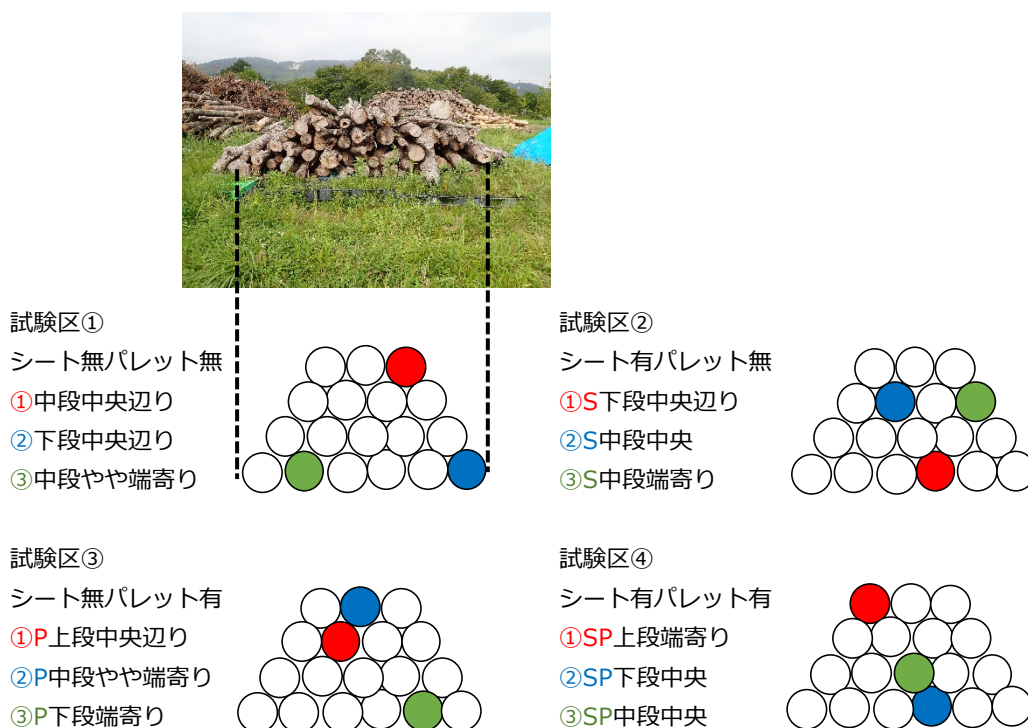 試験区①
シート無パレット無
①中段中央辺り
②下段中央辺り
③中段やや端寄り
試験区②
シート有パレット無
①S下段中央辺り
②S中段中央
③S中段端寄り
試験区③
シート無パレット有
①P上段中央辺り
②P中段やや端寄り
③P下段端寄り
試験区④
シート有パレット有
①SP上段端寄り
②SP下段中央
③SP中段中央